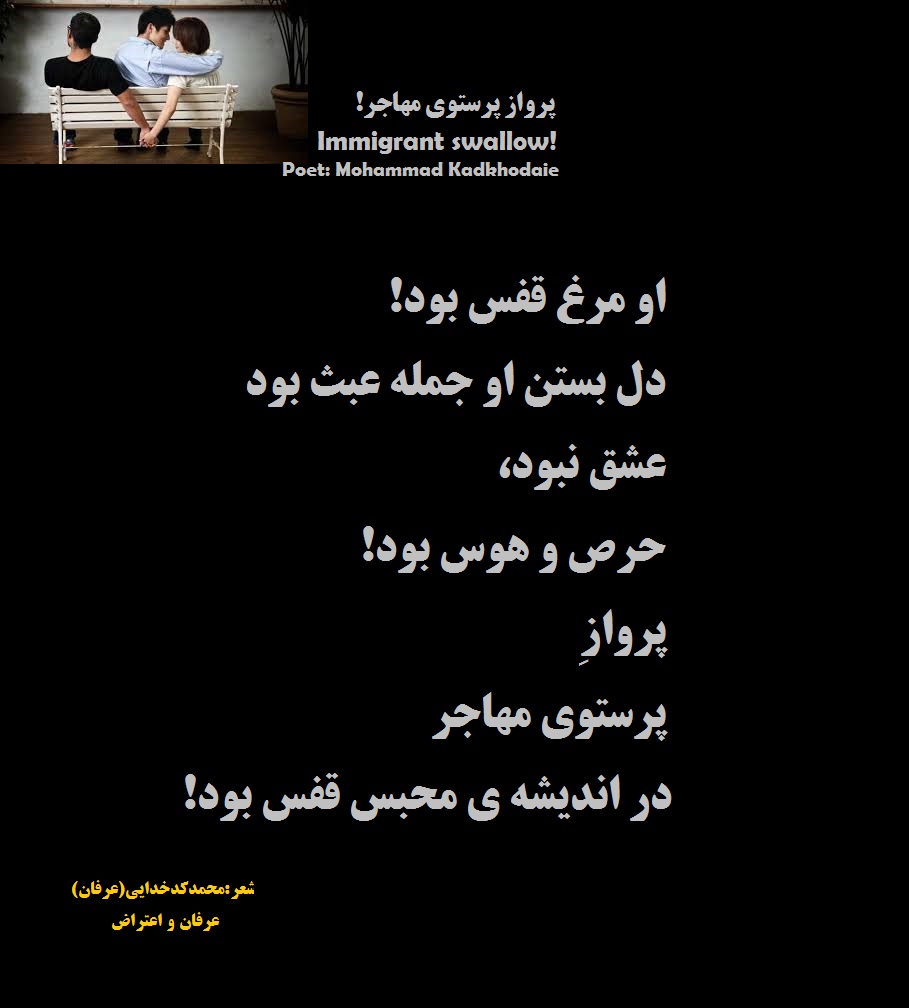 پرواز پرستوی مهاجر!
Immigrant swallow!
Poet: Mohammad Kadkhodaie
او مرغ قفس بود!
دل بستن او جمله عبث بود
عشق نبود،
حرص و هوس بود!
پروازِ
پرستوی مهاجر
در اندیشه ی محبس قفس بود!
شعر:محمدکدخدایی(عرفان)
عرفان و اعتراض